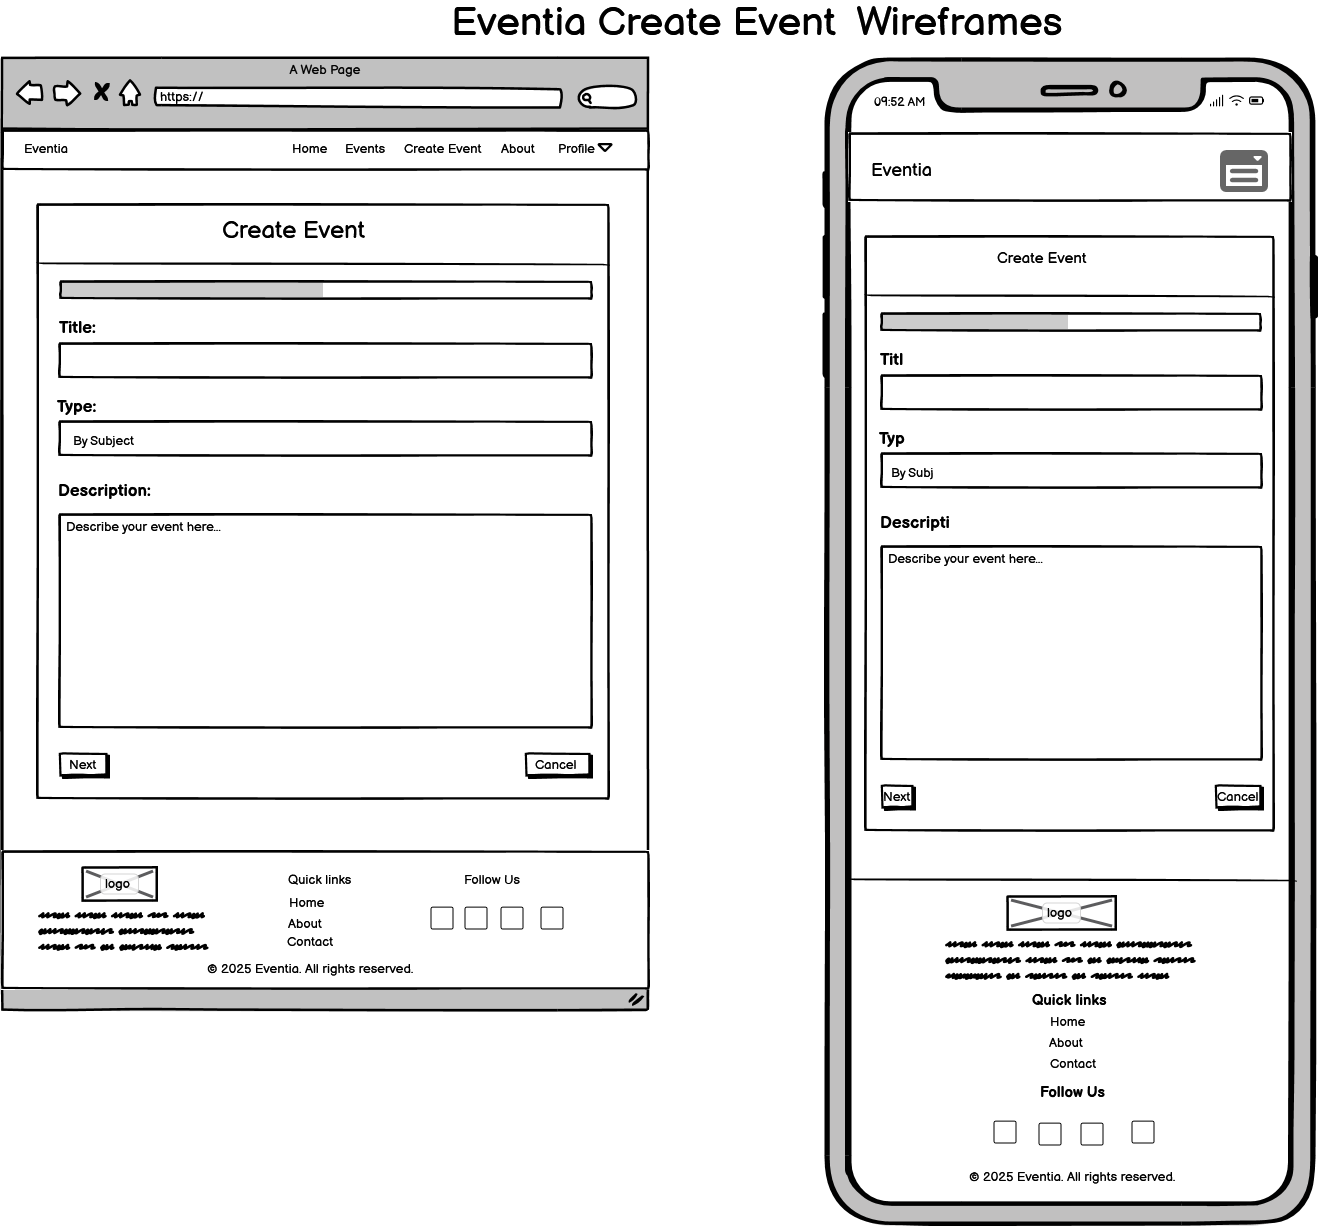 Eventia Create Event Wireframes
A Web Page
https://
Eventia Home Events Create Event About Profile
Create Event
Title:
Type:
By Subject
Description:
Describe your event here...
Next Cancel
logo
Quick links
Home
About
Contact
Follow Us
© 2025 Eventia. All rights reserved.
09:52 AM
Eventia
Create Event
Titl
Typ
By Subj
Descripti
Describe your event here...
Next Cancel
logo
Quick links
Home
About
Contact
Follow Us
© 2025 Eventia. All rights reserved.